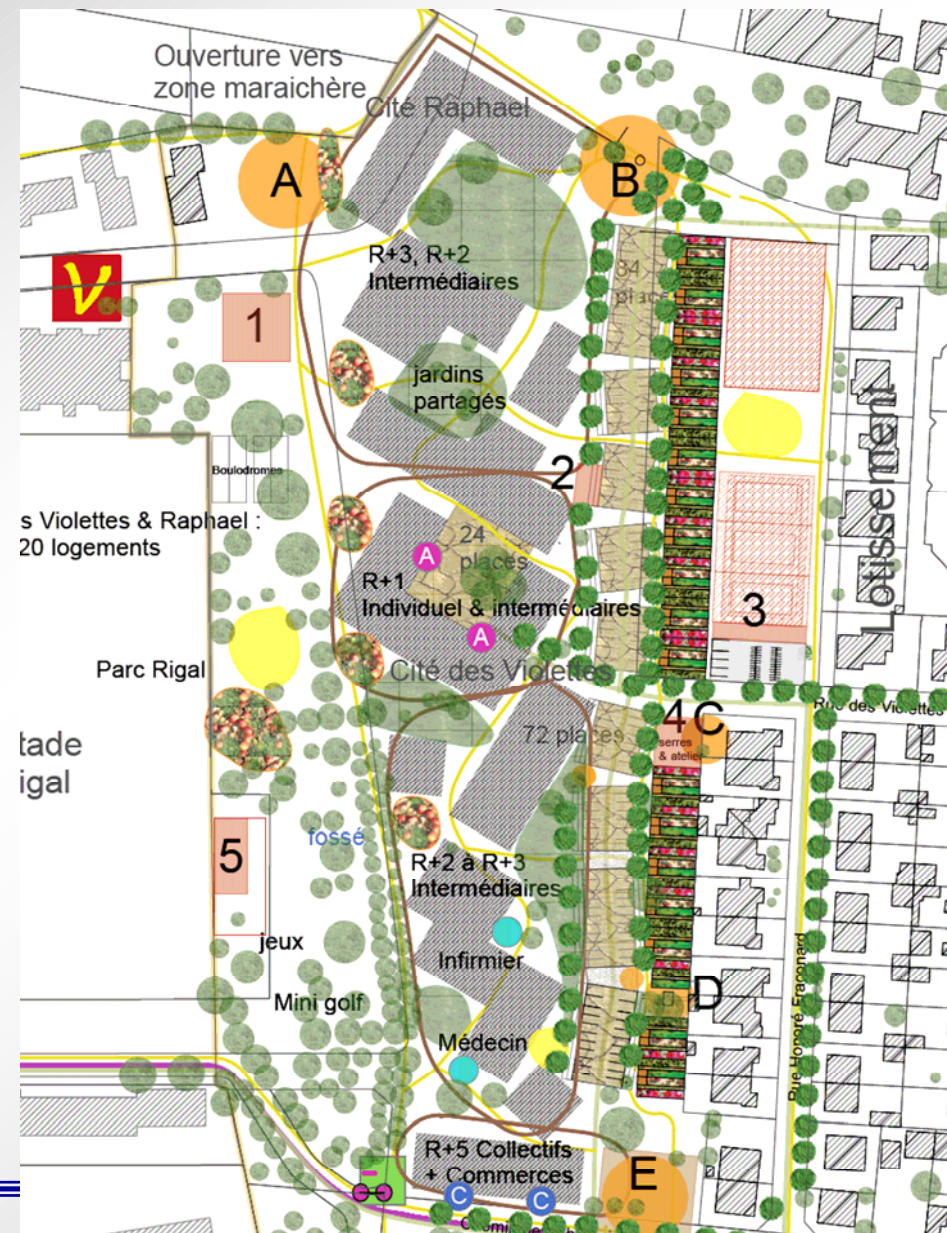 Ouverture vers
zone maraichère
Cité Raphael
A
B
V
R+3, R+2
Intermédiaires
1
jardins
partagés
Boulodromes
2
s Violettes & Raphael :
20 logements
24
places
A
R+1
Individuel & intermédiaires
A
3
Lotissement
Parc Rigal
Cité des Violettes
Rue des Violettes
72 places
4
C
serres
& atelier
tade
igal
fossé
5
R+2 à R+3
Intermédiaires
jeux
Infirmier
D
Mini golf
Médecin
Rue Honoré Fragonard
R+5 Collectifs
+ Commerces
C
C
E